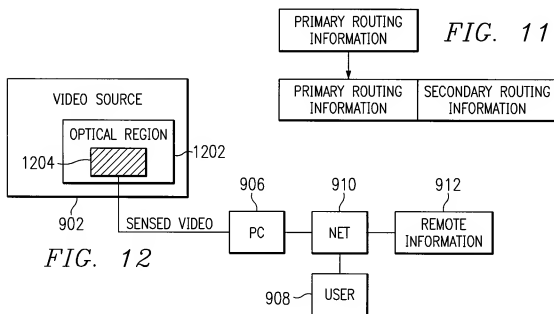 PRIMARY ROUTING
INFORMATION
FIG. 11
PRIMARY ROUTING
INFORMATION
SECONDARY ROUTING
INFORMATION
VIDEO SOURCE
OPTICAL REGION
1204
1202
902
SENSED VIDEO
906
PC
910
NET
912
REMOTE
INFORMATION
908
USER
FIG. 12